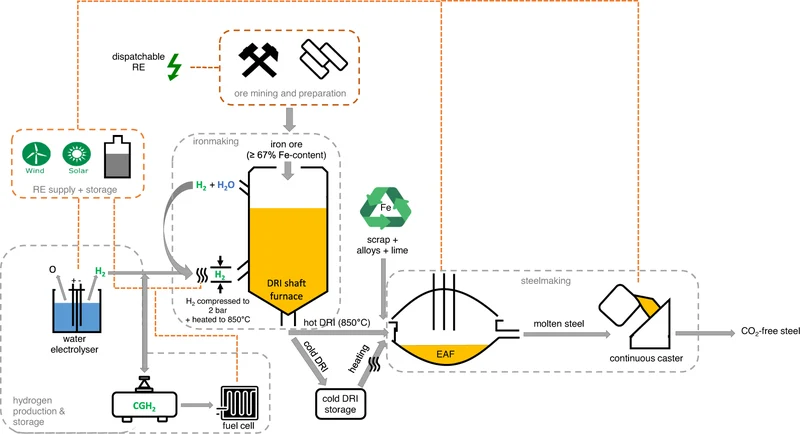 dispatchable
RE
ore mining and preparation
ironmaking
iron ore
(≥ 67% Fe-content)
Wind
Solar
RE supply + storage
H₂ + H₂O
Fe
scrap +
alloys + lime
O
+ -
H₂
H₂
DRI shaft
furnace
H₂ compressed to
2 bar
+ heated to 850°C
steelmaking
hot DRI (850°C)
molten steel
CO₂-free steel
water
electrolyser
cold DRI
heating
EAF
continuous caster
hydrogen
production &
storage
CGH₂
fuel cell
cold DRI
storage